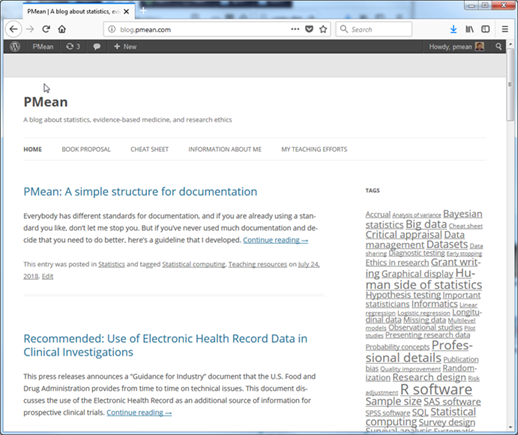 PMean | A blog about statistics, ev
blog.pmean.com
Search
PMean
3
New
Howdy, pmean
PMean
A blog about statistics, evidence-based medicine, and research ethics
HOME BOOK PROPOSAL CHEAT SHEET INFORMATION ABOUT ME MY TEACHING EFFORTS
PMean: A simple structure for documentation
Everybody has different standards for documentation, and if you are already using a stan-
dard you like, don't let me stop you. But if you've never used much documentation and de-
cide that you need to do better, here's a guideline that I developed. Continue reading →
This entry was posted in Statistics and tagged Statistical computing, Teaching resources on July 24,
2018. Edit
Recommended: Use of Electronic Health Record Data in
Clinical Investigations
This press releases announces a "Guidance for Industry" document that the U.S. Food and
Drug Administration provides from time to time on technical issues. This document dis-
cusses the use of the Electronic Health Record as an additional source of information for
prospective clinical trials. Continue reading →
TAGS
Accrual Analysis of variance Bayesian
statistics Big data Cheat sheet
Critical appraisal Data
management Datasets Data
sharing Diagnostic testing Early stopping
Ethics in research Grant writ-
ing Graphical display Hu-
man side of statistics
Hypothesis testing Important
statisticians Informatics Linear
regression Logistic regression Longitu-
dinal data Missing data Multilevel
models Observational studies Pilot
studies Presenting research data
Probability concepts Profes-
sional details Publication
bias Quality improvement Random-
ization Research design Risk
adjustment R software
Sample size SAS software
SPSS software SQL Statistical
computing Survey design
Survival analysis Systematic